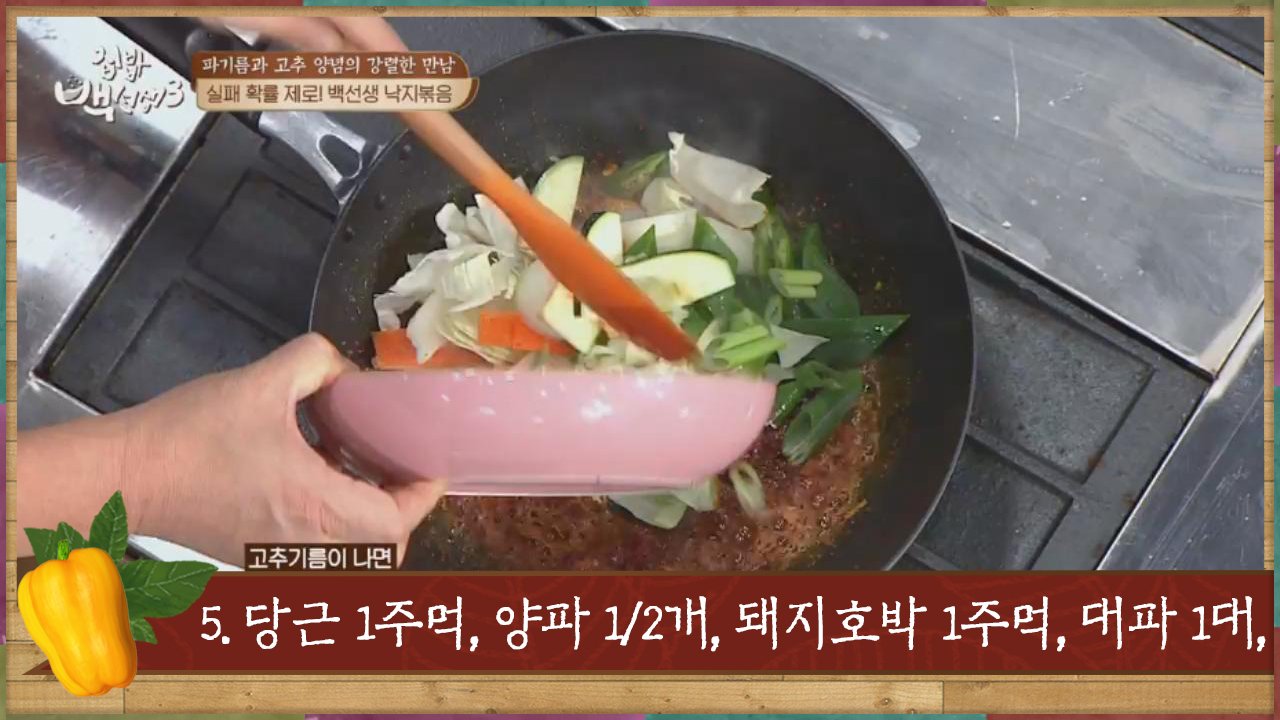 집밥
백선생3
파기름과 고추 양념의 강렬한 만남
실패 확률 제로! 백선생 낙지볶음
고추기름이 나면
5. 당근 1주먹, 양파 1/2개, 돼지호박 1주먹, 대파 1대,